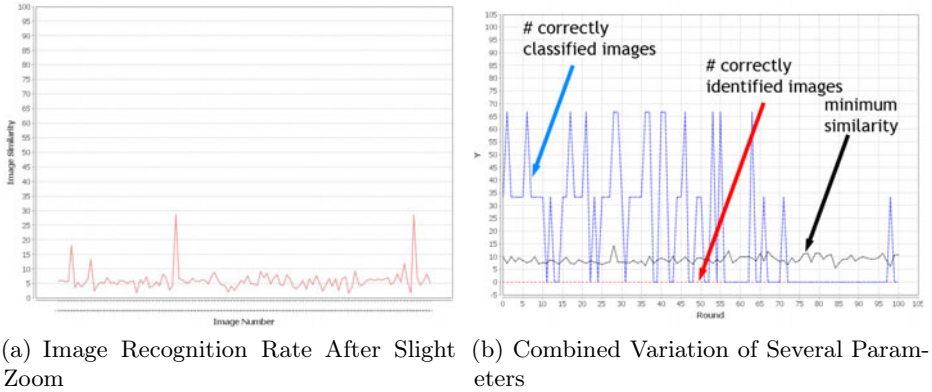 100
95
90
85
80
75
70
65
60
55
50
45
40
35
30
25
20
15
10
5
0
Image Similarity
Image Number
105
100
95
90
85
80
75
70
65
60
55
50
45
40
35
30
25
20
15
10
5
0
-5
Y
# correctly
classified images
# correctly
identified images
minimum
similarity
0 5 10 15 20 25 30 35 40 45 50 55 60 65 70 75 80 85 90 95 100 105
Round
(a) Image Recognition Rate After Slight
Zoom
(b) Combined Variation of Several Param-
eters